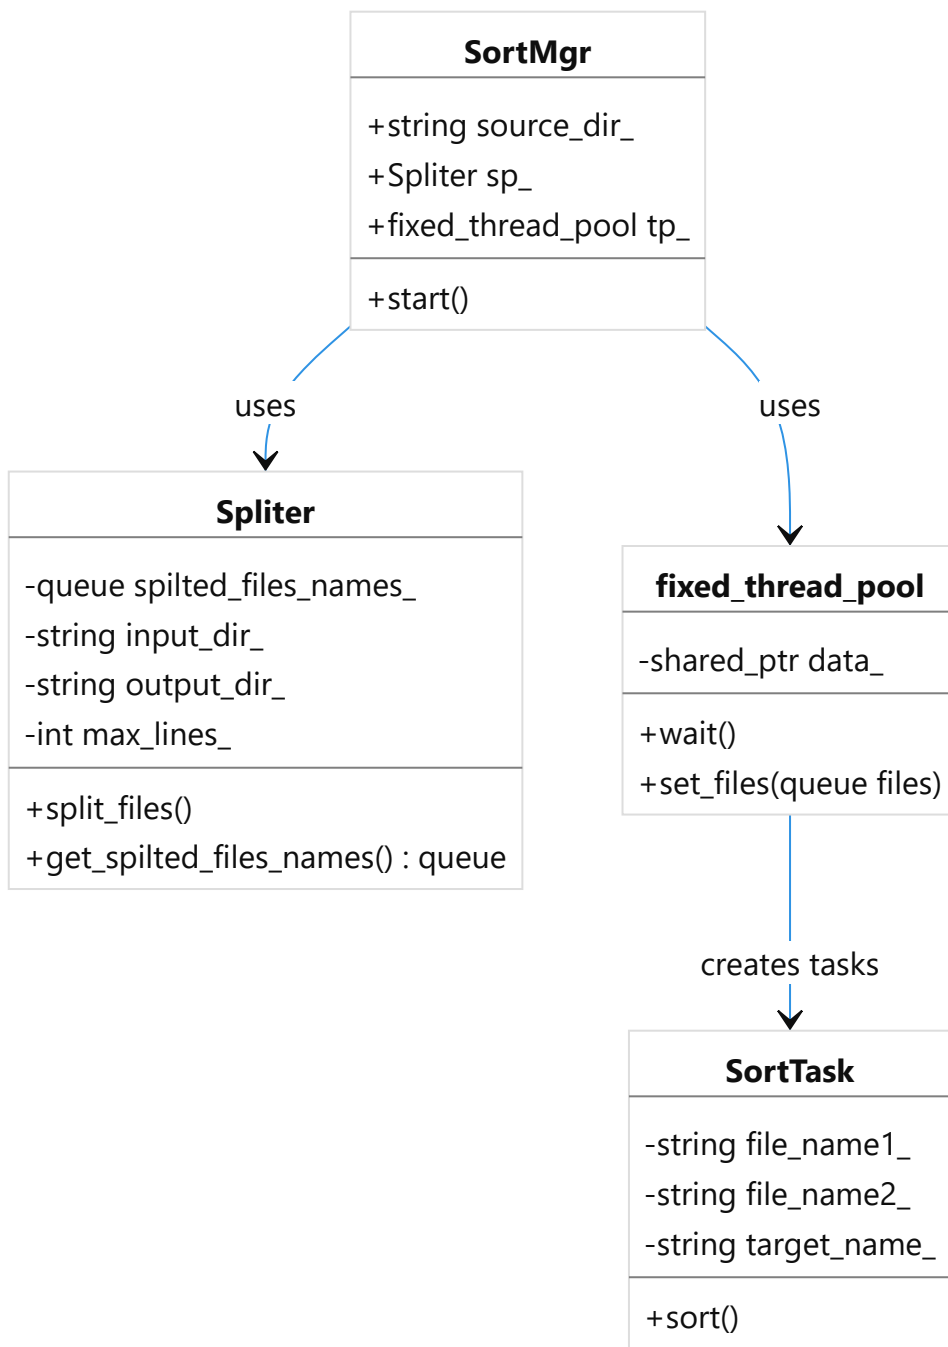 SortMgr
+string source_dir_
+Spliter sp_
+fixed_thread_pool tp_
+start()
uses
uses
Spliter
-queue spilted_files_names_
-string input_dir_
-string output_dir_
-int max_lines_
+split_files()
+get_spilted_files_names() : queue
fixed_thread_pool
-shared_ptr data_
+wait()
+set_files(queue files)
creates tasks
SortTask
-string file_name1_
-string file_name2_
-string target_name_
+sort()